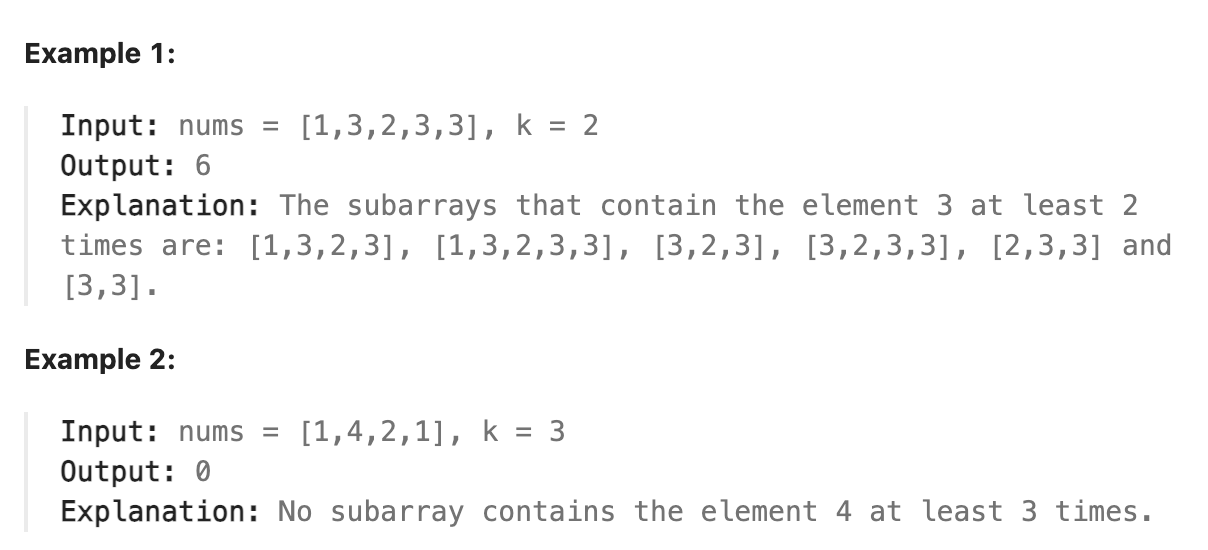 Example 1:
Input: nums = [1,3,2,3,3], k = 2
Output: 6
Explanation: The subarrays that contain the element 3 at least 2
times are: [1,3,2,3], [1,3,2,3,3], [3,2,3], [3,2,3,3], [2,3,3] and
[3,3].
Example 2:
Input: nums = [1,4,2,1], k = 3
Output: 0
Explanation: No subarray contains the element 4 at least 3 times.